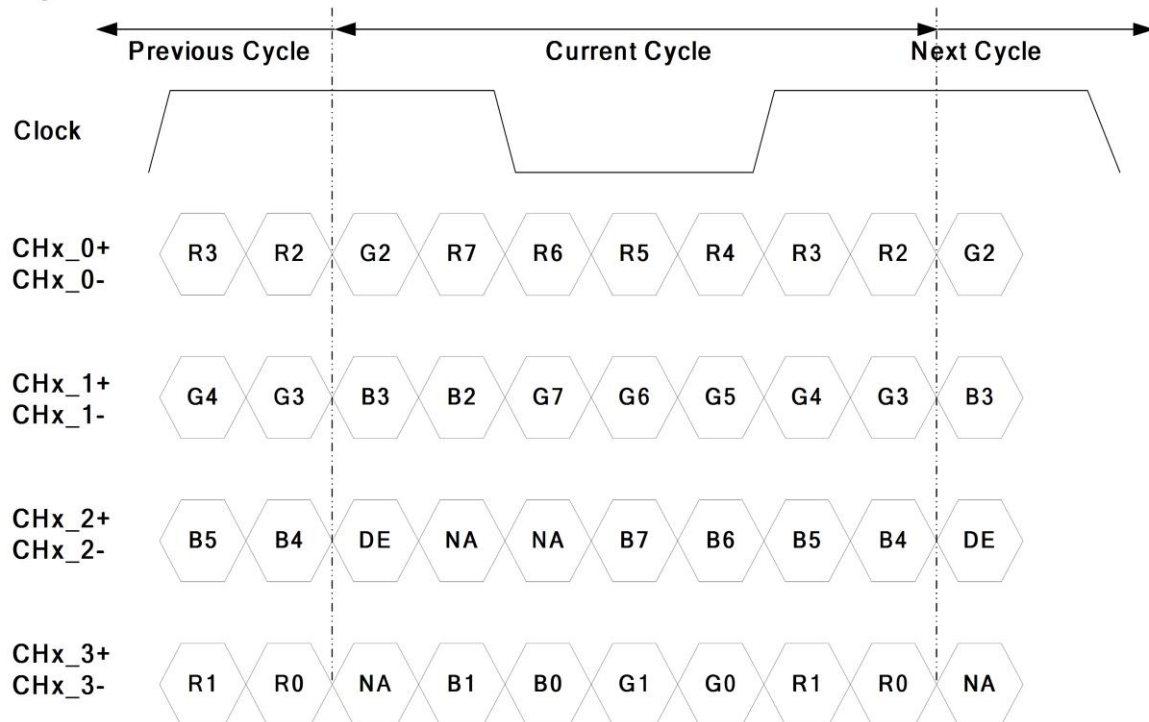 Previous Cycle Current Cycle Next Cycle
Clock
CHx_0+
CHx_0-
R3 R2 G2 R7 R6 R5 R4 R3 R2 G2
CHx_1+
CHx_1-
G4 G3 B3 B2 G7 G6 G5 G4 G3 B3
CHx_2+
CHx_2-
B5 B4 DE NA NA B7 B6 B5 B4 DE
CHx_3+
CHx_3-
R1 R0 NA B1 B0 G1 G0 R1 R0 NA